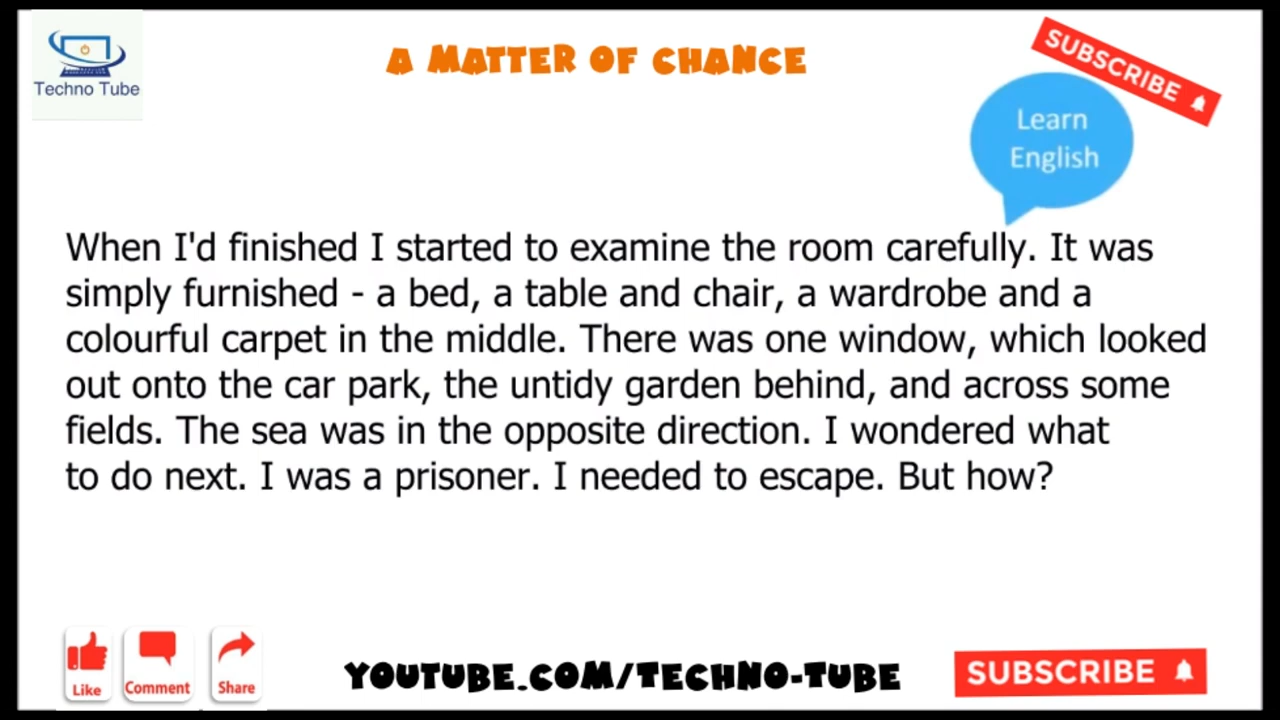 Techno Tube
A MATTER OF CHANCE
SUBSCRIBE
Learn
English
When I'd finished I started to examine the room carefully. It was
simply furnished - a bed, a table and chair, a wardrobe and a
colourful carpet in the middle. There was one window, which looked
out onto the car park, the untidy garden behind, and across some
fields. The sea was in the opposite direction. I wondered what
to do next. I was a prisoner. I needed to escape. But how?
Like
Comment
Share
YOUTUBE.COM/TECHNO-TUBE
SUBSCRIBE